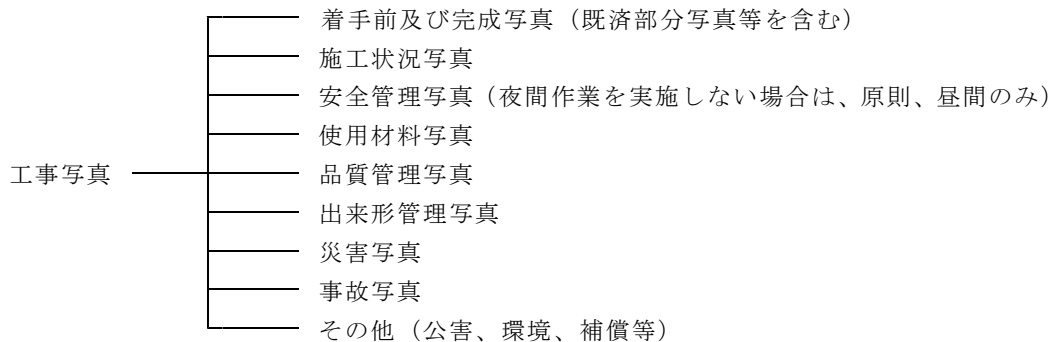 着手前及び完成写真（既済部分写真等を含む）
施工状況写真
安全管理写真（夜間作業を実施しない場合は、原則、昼間のみ）
使用材料写真
工事写真
品質管理写真
出来形管理写真
災害写真
事故写真
その他（公害、環境、補償等）